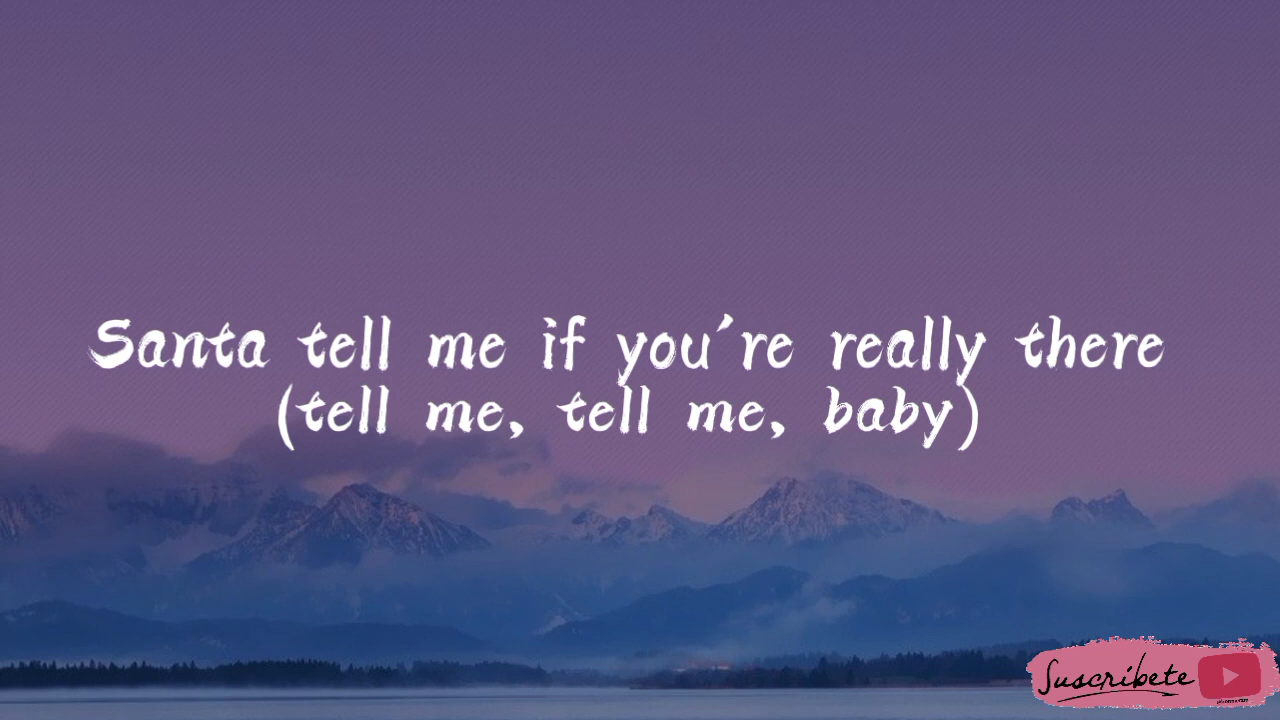 Santa tell me if you're really there
(tell me, tell me, baby)
Suscribete